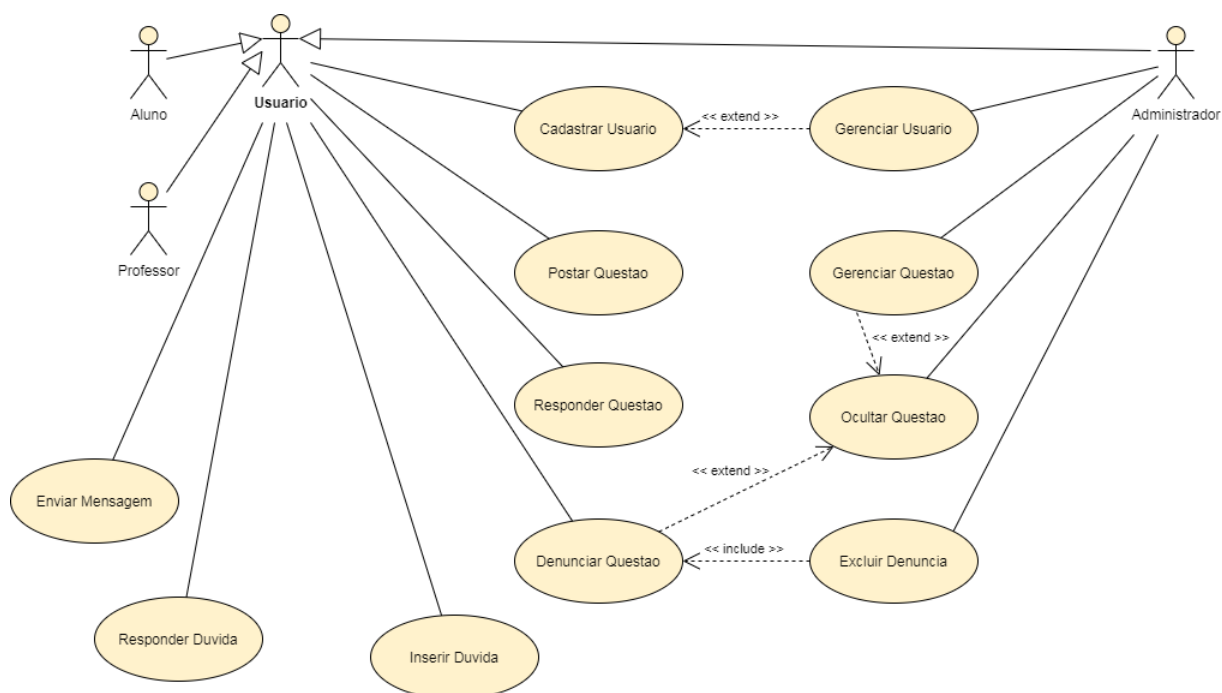 Aluno
Usuario
Administrador
Cadastrar Usuario
<< extend >>
Gerenciar Usuario
Professor
Postar Questao
Gerenciar Questao
<< extend >>
Responder Questao
Ocultar Questao
<< extend >>
Enviar Mensagem
Denunciar Questao
<< include >>
Excluir Denuncia
Responder Duvida
Inserir Duvida